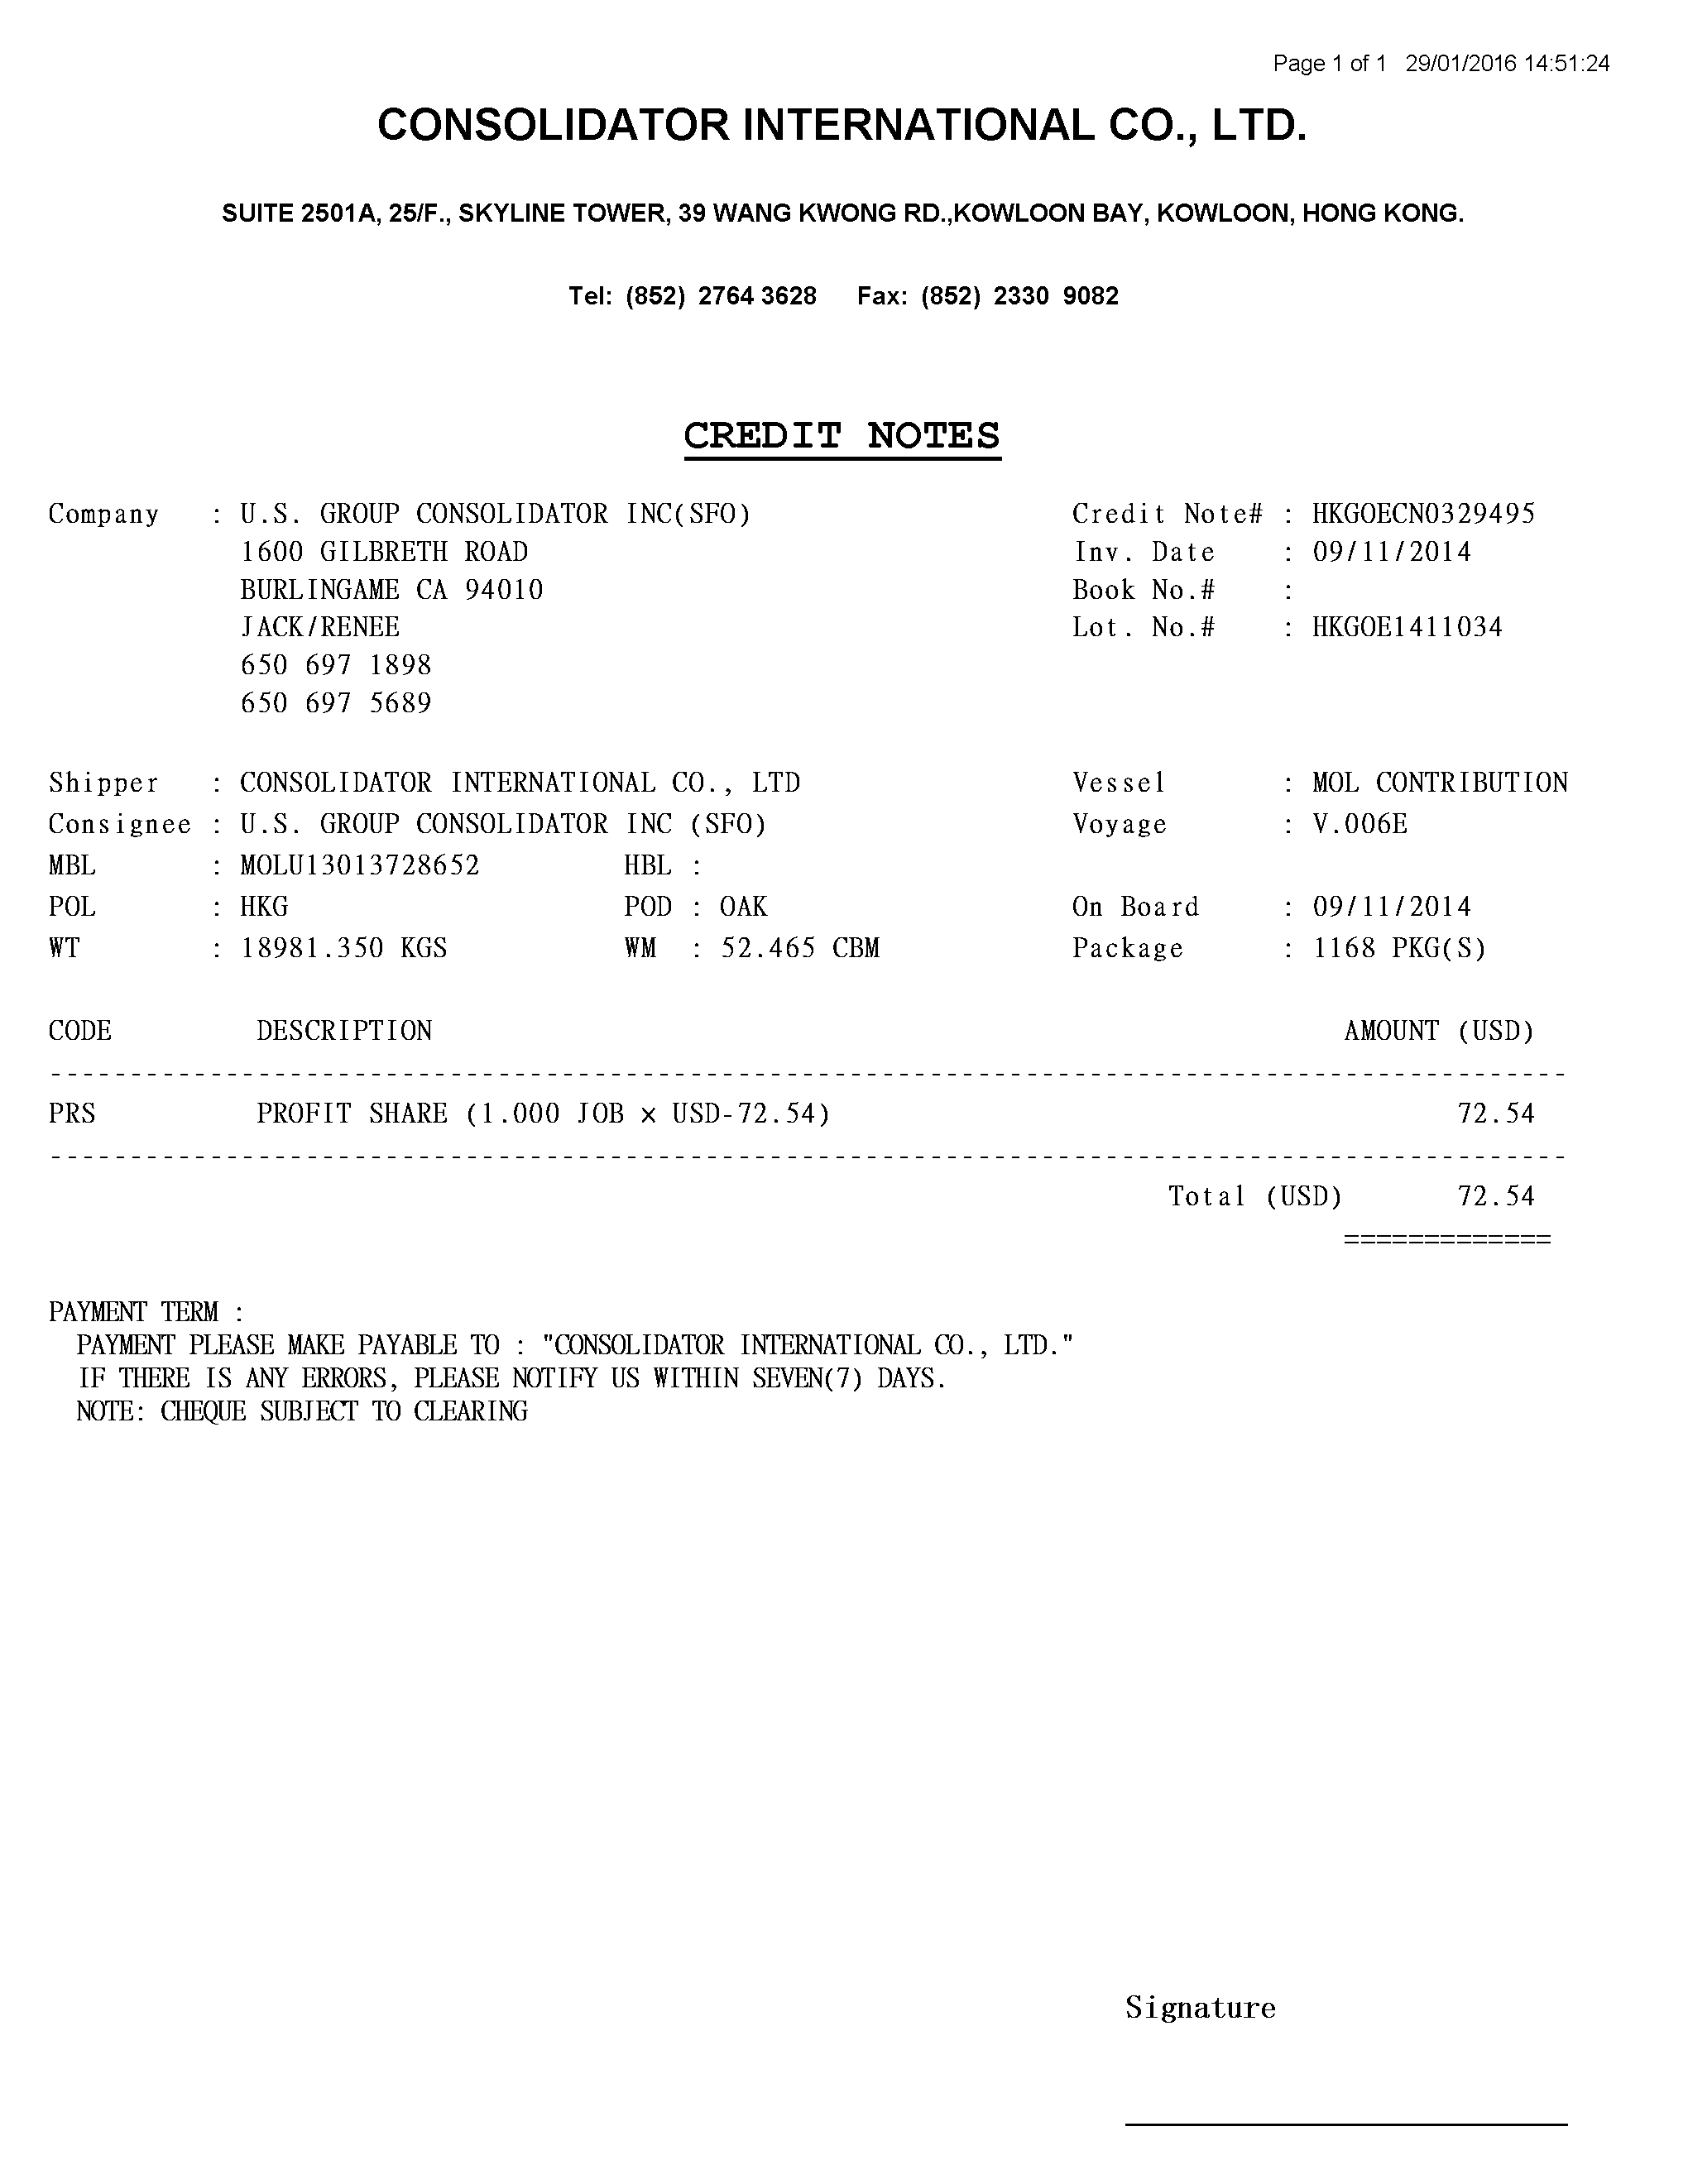 Page 1 of 1 29/01/2016 14:51:24
CONSOLIDATOR INTERNATIONAL CO., LTD.
SUITE 2501A, 25/F., SKYLINE TOWER, 39 WANG KWONG RD.,KOWLOON BAY, KOWLOON, HONG KONG.
Tel: (852) 2764 3628 Fax: (852) 2330 9082
CREDIT NOTES
Company : U.S. GROUP CONSOLIDATOR INC(SFO) Credit Note# : HKGOECN0329495
1600 GILBRETH ROAD Inv. Date : 09/11/2014
BURLINGAME CA 94010 Book No.# :
JACK/RENEE Lot. No.# : HKGOE1411034
650 697 1898
650 697 5689
Shipper : CONSOLIDATOR INTERNATIONAL CO., LTD Vessel : MOL CONTRIBUTION
Consignee : U.S. GROUP CONSOLIDATOR INC (SFO) Voyage : V.006E
MBL : MOLU13013728652 HBL :
POL : HKG POD : OAK On Board : 09/11/2014
WT : 18981.350 KGS WM : 52.465 CBM Package : 1168 PKG(S)
CODE DESCRIPTION AMOUNT (USD)
PRS PROFIT SHARE (1.000 JOB × USD-72.54) 72.54
Total (USD) 72.54
=============
PAYMENT TERM :
PAYMENT PLEASE MAKE PAYABLE TO : "CONSOLIDATOR INTERNATIONAL CO., LTD."
IF THERE IS ANY ERRORS, PLEASE NOTIFY US WITHIN SEVEN(7) DAYS.
NOTE: CHEQUE SUBJECT TO CLEARING
Signature